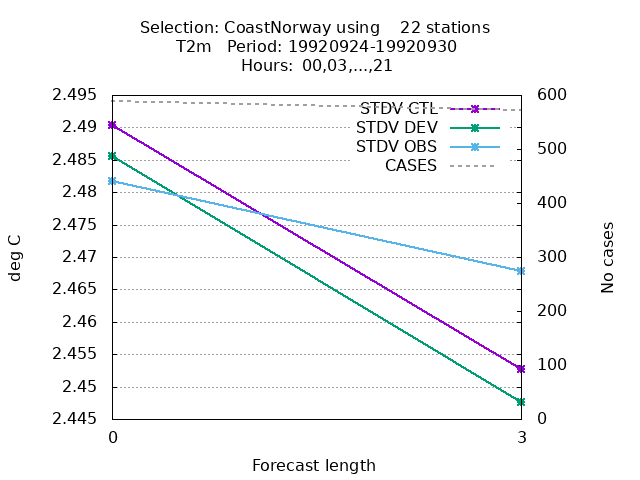 Selection: CoastNorway using    22 stations
T2m   Period: 19920924-19920930
Hours:  00,03,...,21
2.495
2.49
2.485
2.48
2.475
2.47
2.465
2.46
2.455
2.45
2.445
600
500
400
300
200
100
0
STDV CTL
STDV DEV
STDV OBS
CASES
deg C
No cases
0
3
Forecast length